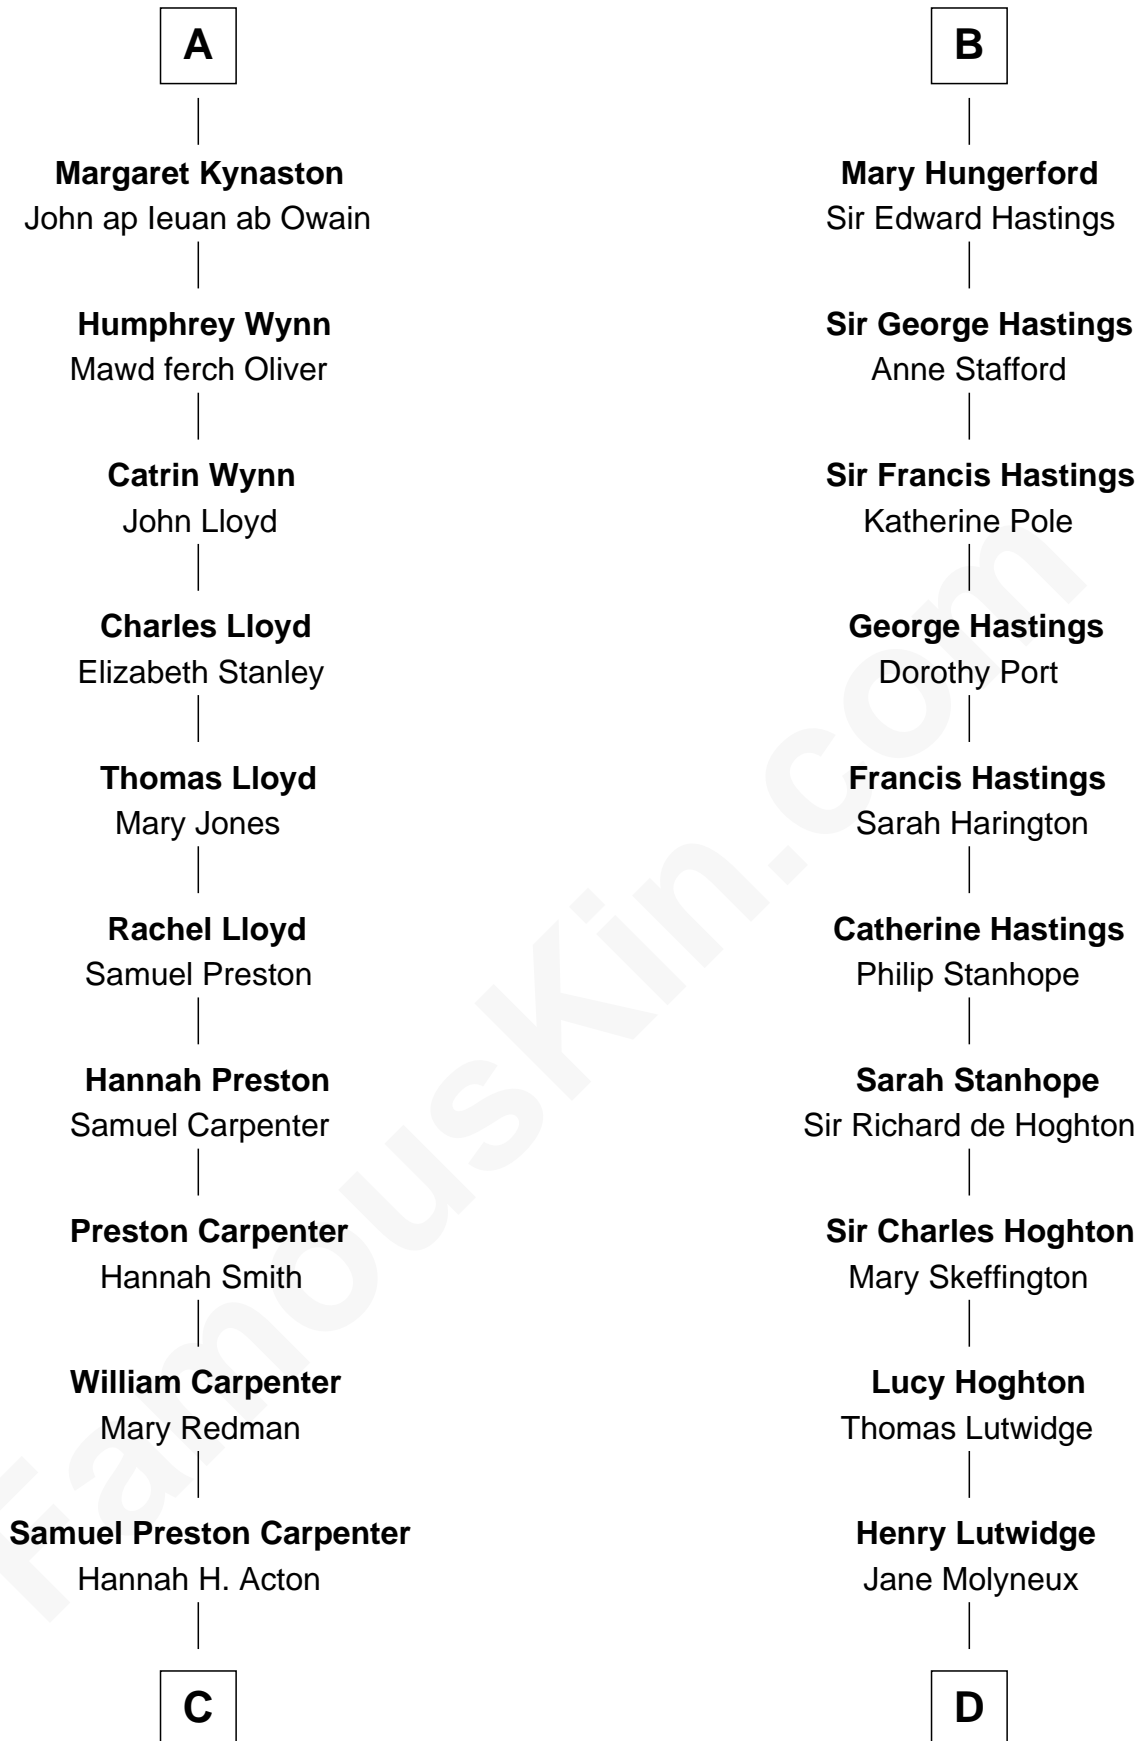 A
Margaret Kynaston
John ap Ieuan ab Owain
Humphrey Wynn
Mawd ferch Oliver
Catrin Wynn
John Lloyd
Charles Lloyd
Elizabeth Stanley
Thomas Lloyd
Mary Jones
Rachel Lloyd
Samuel Preston
Hannah Preston
Samuel Carpenter
Preston Carpenter
Hannah Smith
William Carpenter
Mary Redman
Samuel Preston Carpenter
Hannah H. Acton
C
B
Mary Hungerford
Sir Edward Hastings
Sir George Hastings
Anne Stafford
Sir Francis Hastings
Katherine Pole
George Hastings
Dorothy Port
Francis Hastings
Sarah Harington
Catherine Hastings
Philip Stanhope
Sarah Stanhope
Sir Richard de Hoghton
Sir Charles Hoghton
Mary Skeffington
Lucy Hoghton
Thomas Lutwidge
Henry Lutwidge
Jane Molyneux
D
FamousKin.com